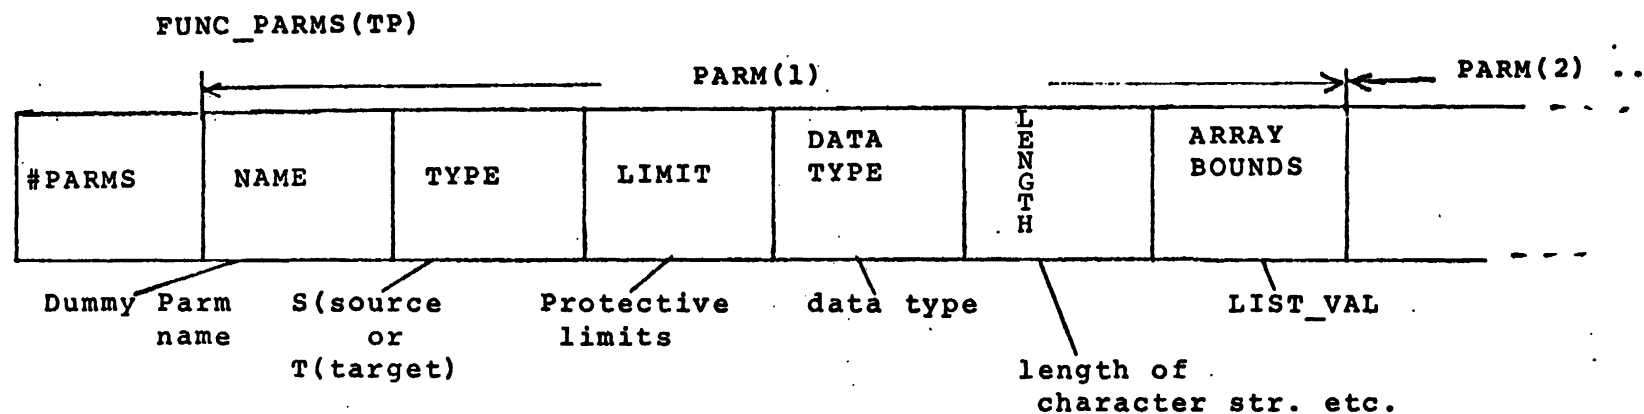 FUNC_PARMS(TP)
PARM(1)
PARM(2) ..
#PARMS
NAME
TYPE
LIMIT
DATA
TYPE
LENGTH
ARRAY
BOUNDS
Dummy Parm
name
S(source
or
T(target)
Protective
limits
data type
length of
character str. etc.
LIST_VAL